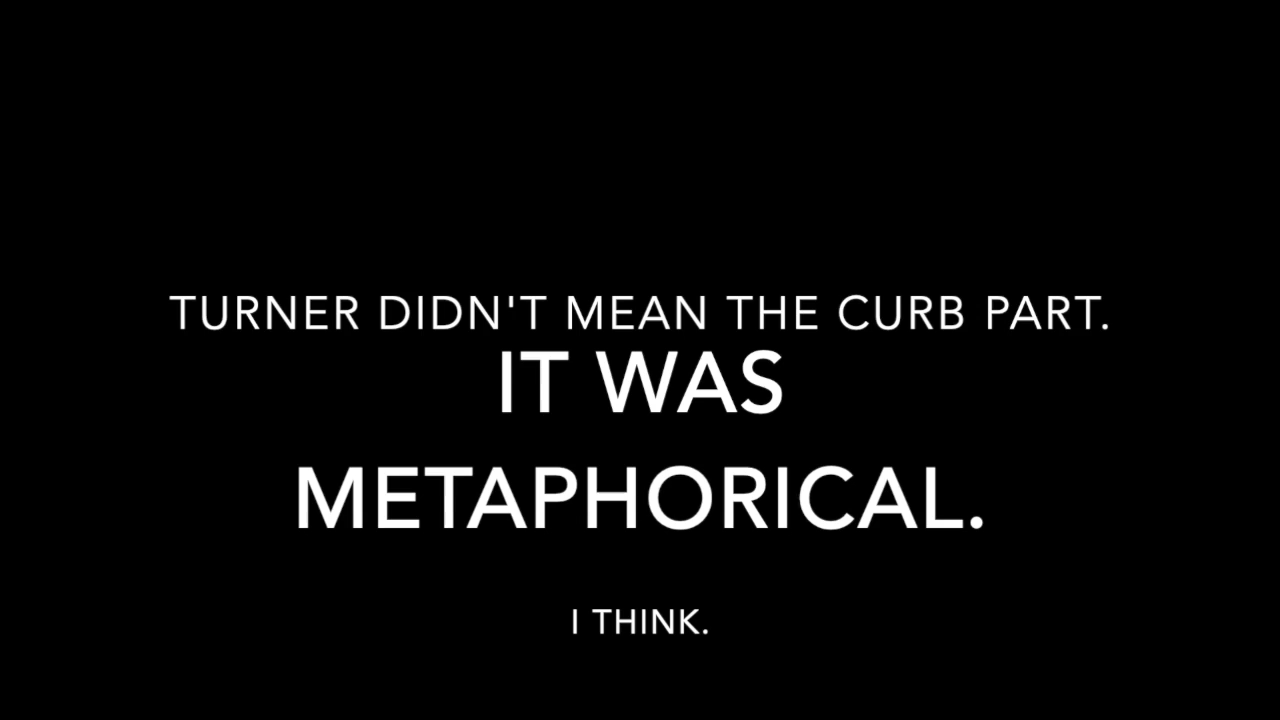 TURNER DIDN'T MEAN THE CURB PART.
IT WAS
METAPHORICAL.
I THINK.